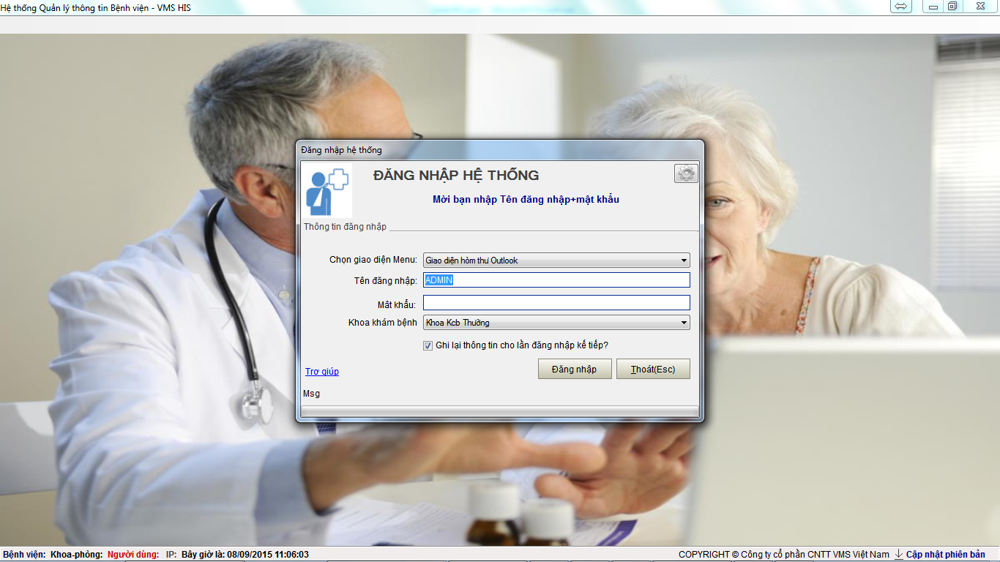 Hệ thống Quản lý thông tin Bệnh viện - VMS HIS
Đăng nhập hệ thống
ĐĂNG NHẬP HỆ THỐNG
Mời bạn nhập Tên đăng nhập+mật khẩu
Thông tin đăng nhập
Chọn giao diện Menu: Giao diện hòm thư Outlook
Tên đăng nhập: ADMIN
Mât khẩu:
Khoa khám bệnh Khoa Kcb Thường
Ghi lại thông tin cho lần đăng nhập kế tiếp?
Trợ giúp Đăng nhập Thoát(Esc)
Msg
Bệnh viện: Khoa-phòng: Người dùng: IP: Bây giờ là: 08/09/2015 11:06:03 COPYRIGHT © Công ty cổ phần CNTT VMS Việt Nam Cập nhật phiên bản